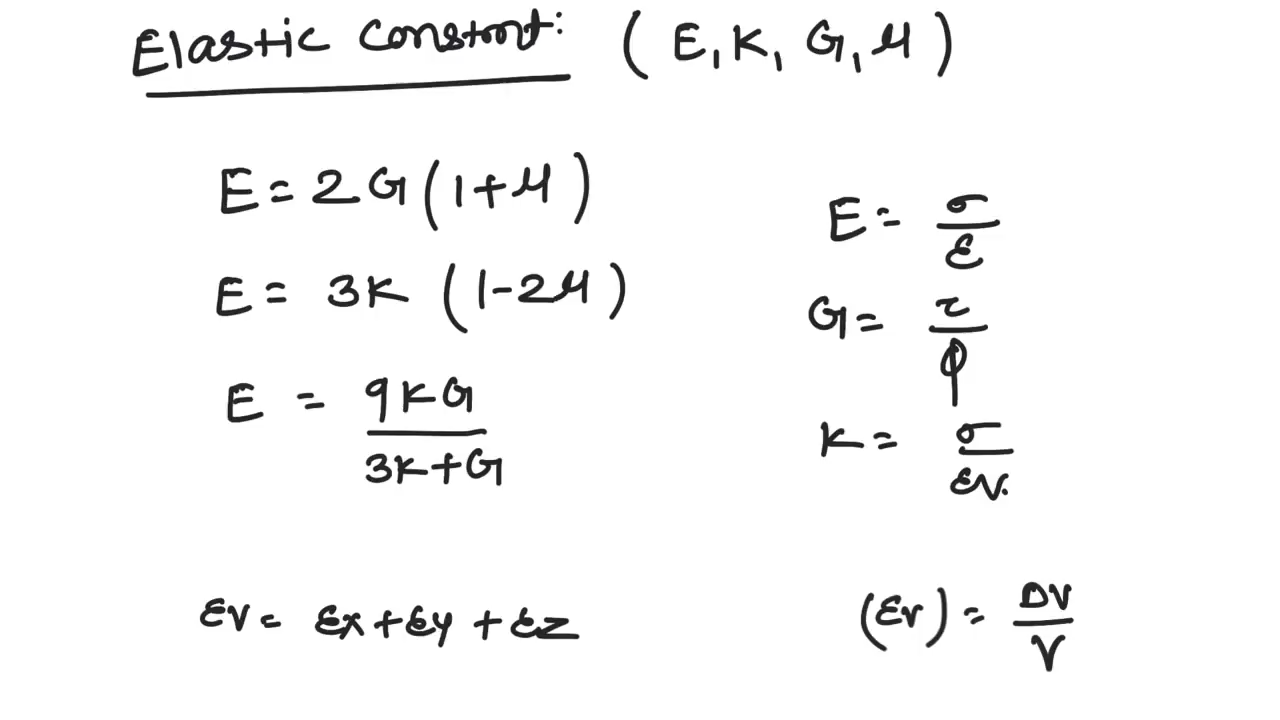 Elastic Constant: (E, K, G, μ)
E = 2G(1+μ)
E = 3K (1-2μ)
E = 9KG / 3K+G
E = σ / ε
G = τ / φ
K = σ / εv.
εv = εx + εy + εz
(εv) = ΔV / V